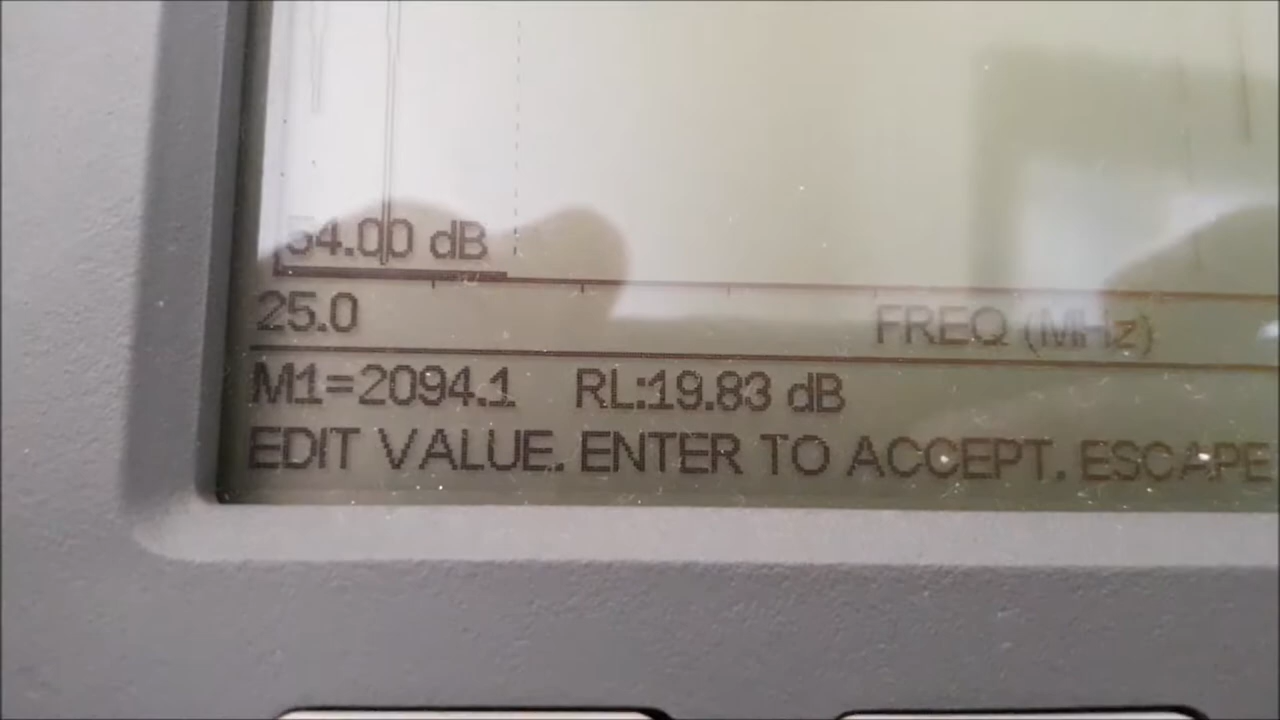 54.00 dB
25.0
FREQ (MHz)
M1=2094.1 RL:19.83 dB
EDIT VALUE. ENTER TO ACCEPT. ESCAPE